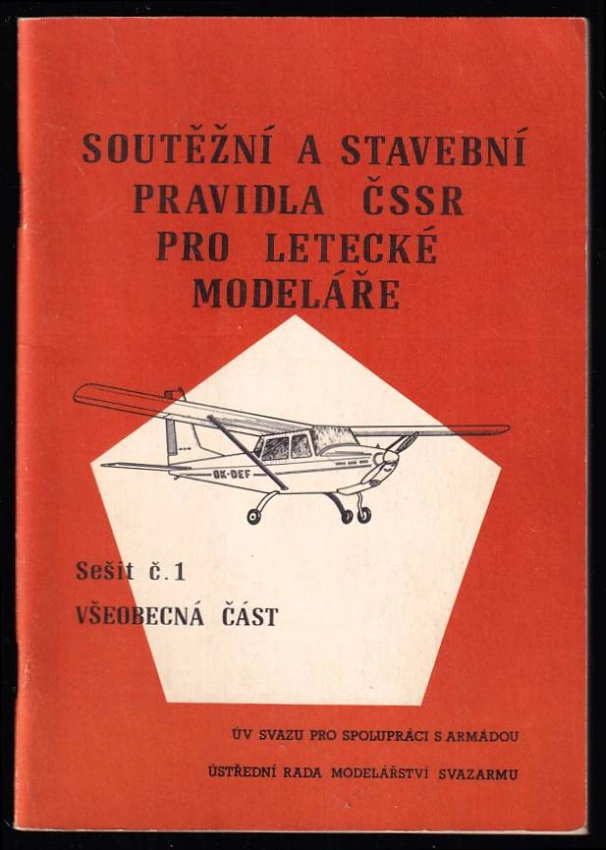 SOUTĚŽNÍ A STAVEBNÍ
PRAVIDLA ČSSR
PRO LETECKÉ
MODELÁŘE
OK-DEF
Sešit č. 1
VŠEOBECNÁ ČÁST
ÚV SVAZU PRO SPOLUPRÁCI S ARMÁDOU
ÚSTŘEDNÍ RADA MODELÁŘSTVÍ SVAZARMU